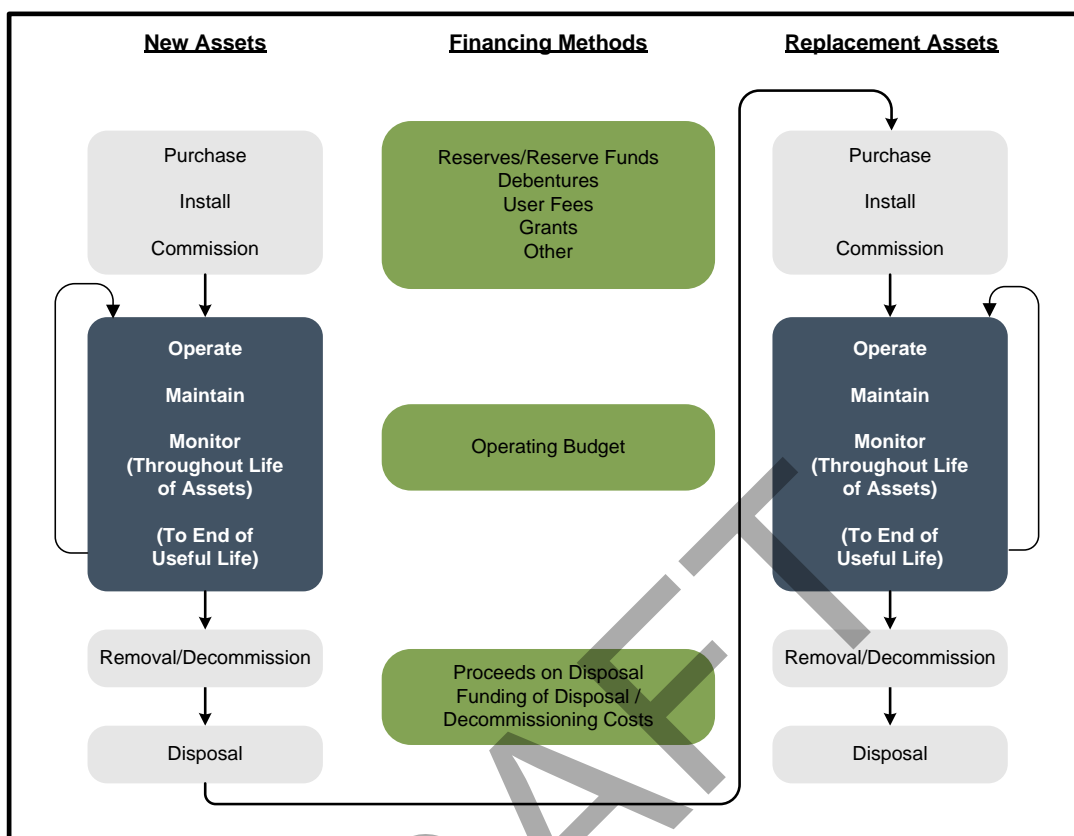 New Assets
Financing Methods
Replacement Assets
Purchase
Install
Commission
Operate
Maintain
Monitor
(Throughout Life
of Assets)
(To End of
Useful Life)
Removal/Decommission
Disposal
Reserves/Reserve Funds
Debentures
User Fees
Grants
Other
Operating Budget
Proceeds on Disposal
Funding of Disposal /
Decommissioning Costs
Purchase
Install
Commission
Operate
Maintain
Monitor
(Throughout Life
of Assets)
(To End of
Useful Life)
Removal/Decommission
Disposal